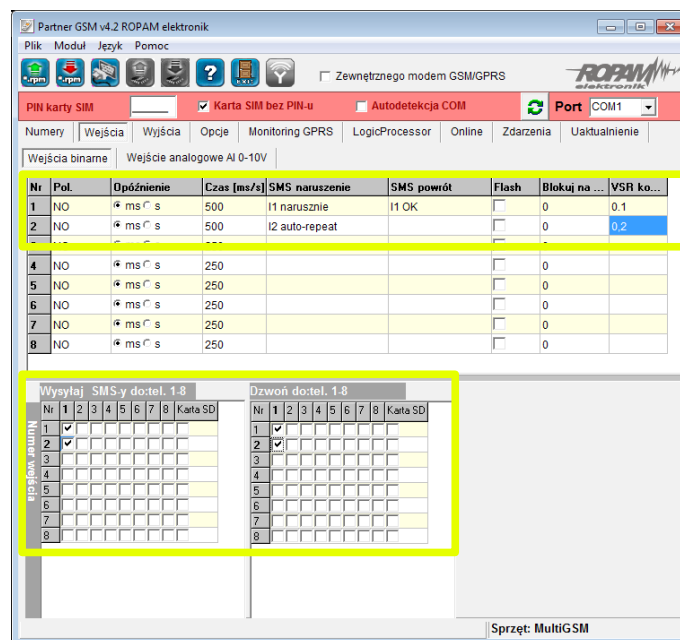 Partner GSM v4.2 ROPAM elektronik
Plik Moduł Język Pomoc
.rpm .rpm EXIT Zewnętrznego modem GSM/GPRS ROPAM elektronik
PIN karty SIM Karta SIM bez PIN-u Autodetekcja COM Port COM1
Numery Wejścia Wyjścia Opcje Monitoring GPRS LogicProcessor Online Zdarzenia Uaktualnienie
Wejścia binarne Wejście analogowe AI 0-10V
Nr Pol. Opóźnienie Czas [ms/s] SMS naruszenie SMS powrót Flash Blokuj na ... VSR ko...
1 NO ms s 500 I1 narusznie I1 OK 0 0.1
2 NO ms s 500 I2 auto-repeat 0 0,2
4 NO ms s 250 0
5 NO ms s 250 0
6 NO ms s 250 0
7 NO ms s 250 0
8 NO ms s 250 0
Wysyłaj SMS-y do:tel. 1-8
Nr 1 2 3 4 5 6 7 8 Karta SD
1
2
3
4
5
6
7
8
Numer wejścia
Dzwoń do:tel. 1-8
Nr 1 2 3 4 5 6 7 8 Karta SD
1
2
3
4
5
6
7
8
Sprzęt: MultiGSM